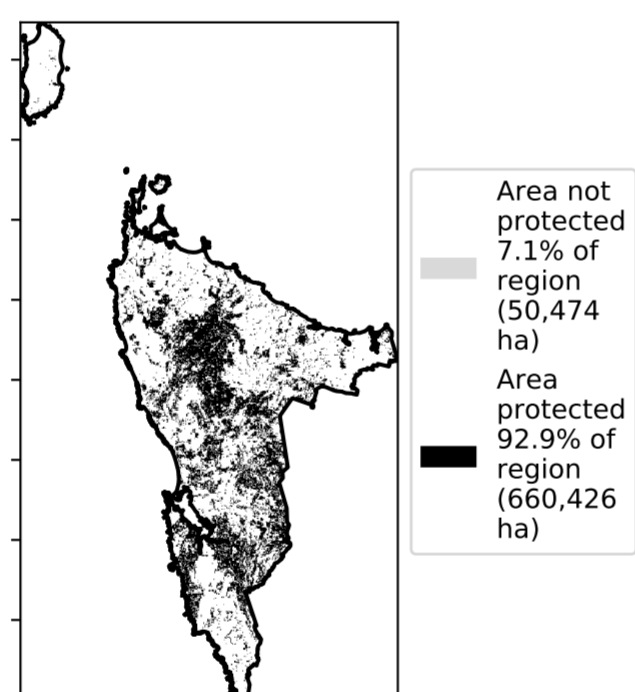 Area not
protected
7.1% of
region
(50,474
ha)
Area
protected
92.9% of
region
(660,426
ha)